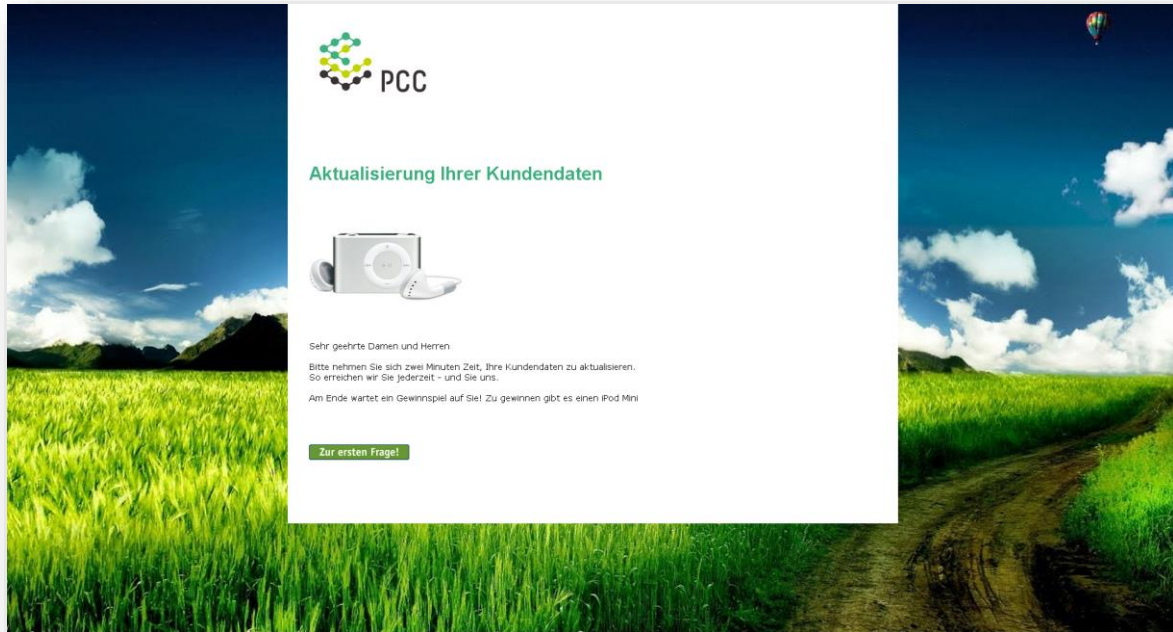 PCC
Aktualisierung Ihrer Kundendaten
Sehr geehrte Damen und Herren
Bitte nehmen Sie sich zwei Minuten Zeit, Ihre Kundendaten zu aktualisieren.
So erreichen wir Sie jederzeit - und Sie uns.
Am Ende wartet ein Gewinnspiel auf Sie! Zu gewinnen gibt es einen iPod Mini
Zur ersten Frage!